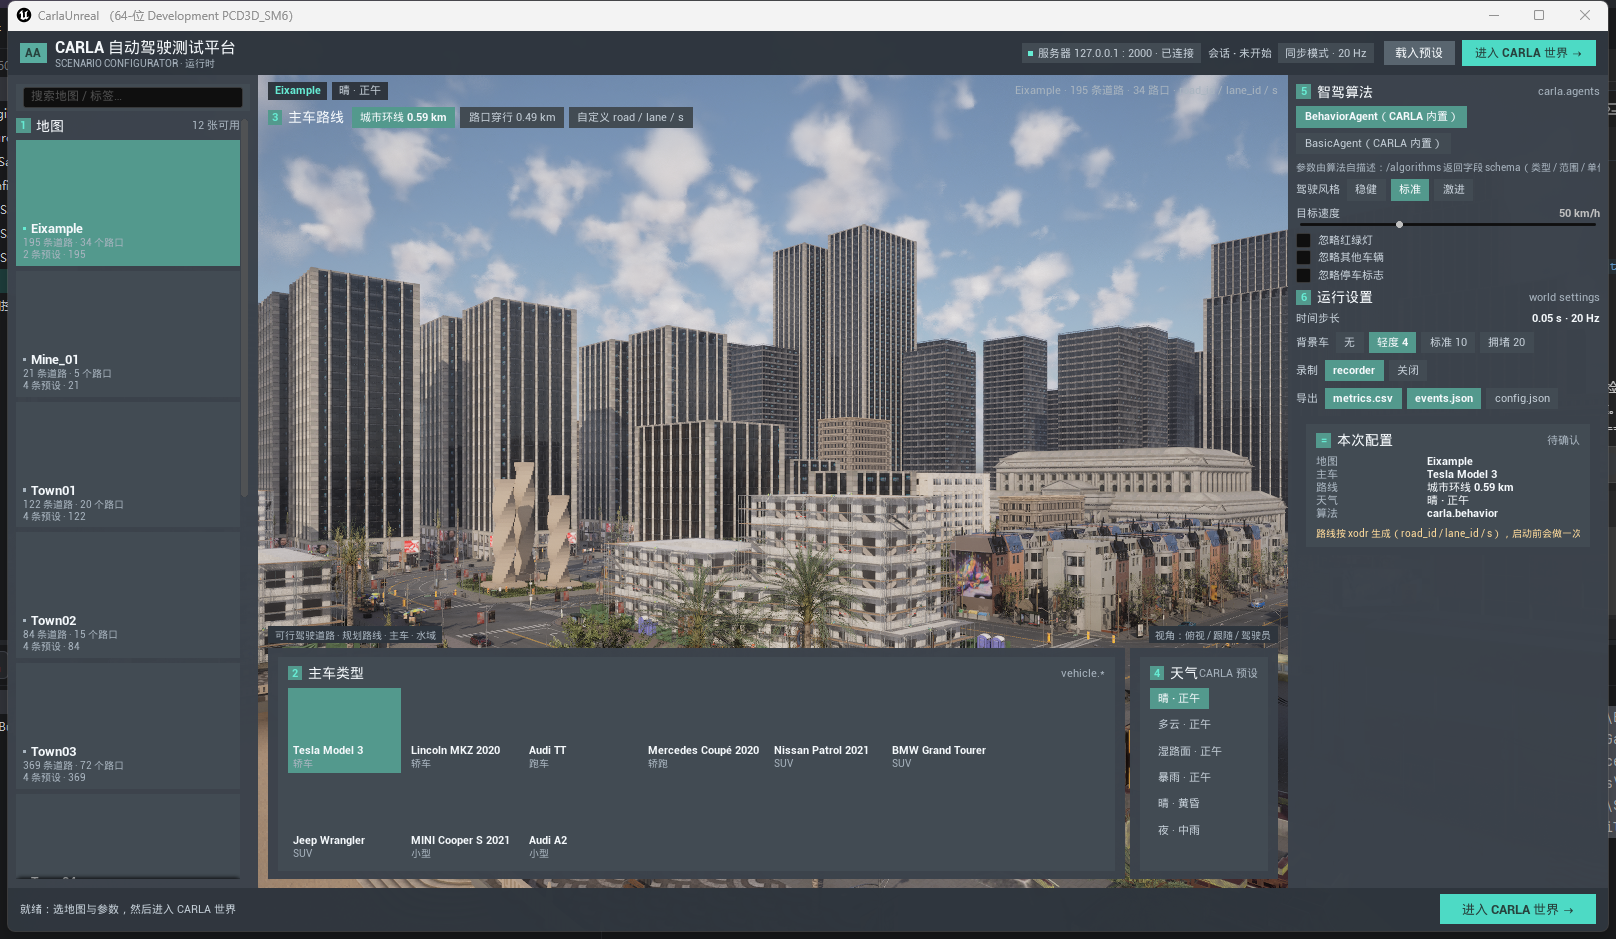 CarlaUnreal (64-位 Development PCD3D_SM6)
AA
CARLA 自动驾驶测试平台
SCENARIO CONFIGURATOR · 运行时
服务器 127.0.0.1 : 2000 · 已连接
会话 · 未开始
同步模式 · 20 Hz
载入预设
进入 CARLA 世界 →
搜索地图 / 标签...
1 地图
12 张可用
Eixample
195 条道路 · 34 个路口
2 条预设 · 195
Mine_01
21 条道路 · 5 个路口
4 条预设 · 21
Town01
122 条道路 · 20 个路口
4 条预设 · 122
Town02
84 条道路 · 15 个路口
4 条预设 · 84
Town03
369 条道路 · 72 个路口
4 条预设 · 369
Eixample
晴 · 正午
Eixample · 195 条道路 · 34 路口 · / lane_id / s
3 主车路线
城市环线 0.59 km
路口穿行 0.49 km
自定义 road / lane / s
可行驾驶道路 · 规划路线 · 主车 · 水域
视角 : 俯视 / 跟随 / 驾驶员
2 主车类型
vehicle.*
Tesla Model 3
轿车
Lincoln MKZ 2020
轿车
Audi TT
跑车
Mercedes Coupé 2020
轿跑
Nissan Patrol 2021
SUV
BMW Grand Tourer
SUV
Jeep Wrangler
SUV
MINI Cooper S 2021
小型
Audi A2
小型
4 天气
CARLA 预设
晴 · 正午
多云 · 正午
湿路面 · 正午
暴雨 · 正午
晴 · 黄昏
夜 · 中雨
5 智驾算法
carla.agents
BehaviorAgent ( CARLA 内置 )
BasicAgent ( CARLA 内置 )
参数由算法自描述 : /algorithms 返回字段 schema ( 类型 / 范围 / 单
驾驶风格
稳健
标准
激进
目标速度
50 km/h
忽略红绿灯
忽略其他车辆
忽略停车标志
6 运行设置
world settings
时间步长
0.05 s · 20 Hz
背景车
无
轻度 4
标准 10
拥堵 20
录制
recorder
关闭
导出
metrics.csv
events.json
config.json
= 本次配置
待确认
地图 Eixample
主车 Tesla Model 3
路线 城市环线 0.59 km
天气 晴 · 正午
算法 carla.behavior
路线按 xodr 生成 ( road_id / lane_id / s ) , 启动前会做一次
就绪 : 选地图与参数 , 然后进入 CARLA 世界
进入 CARLA 世界 →